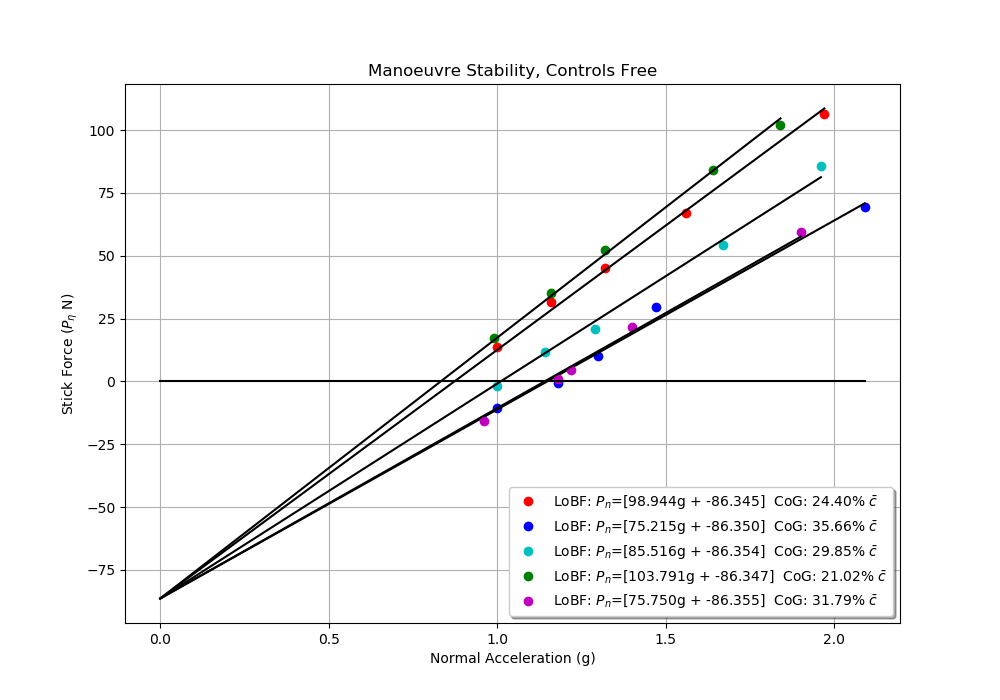 Manoeuvre Stability, Controls Free
Stick Force (Pη N)
100
75
50
25
0
−25
−50
−75
LoBF: Pn=[98.944g + -86.345]  CoG: 24.40% c̄
LoBF: Pn=[75.215g + -86.350]  CoG: 35.66% c̄
LoBF: Pn=[85.516g + -86.354]  CoG: 29.85% c̄
LoBF: Pn=[103.791g + -86.347]  CoG: 21.02% c̄
LoBF: Pn=[75.750g + -86.355]  CoG: 31.79% c̄
0.0 0.5 1.0 1.5 2.0
Normal Acceleration (g)